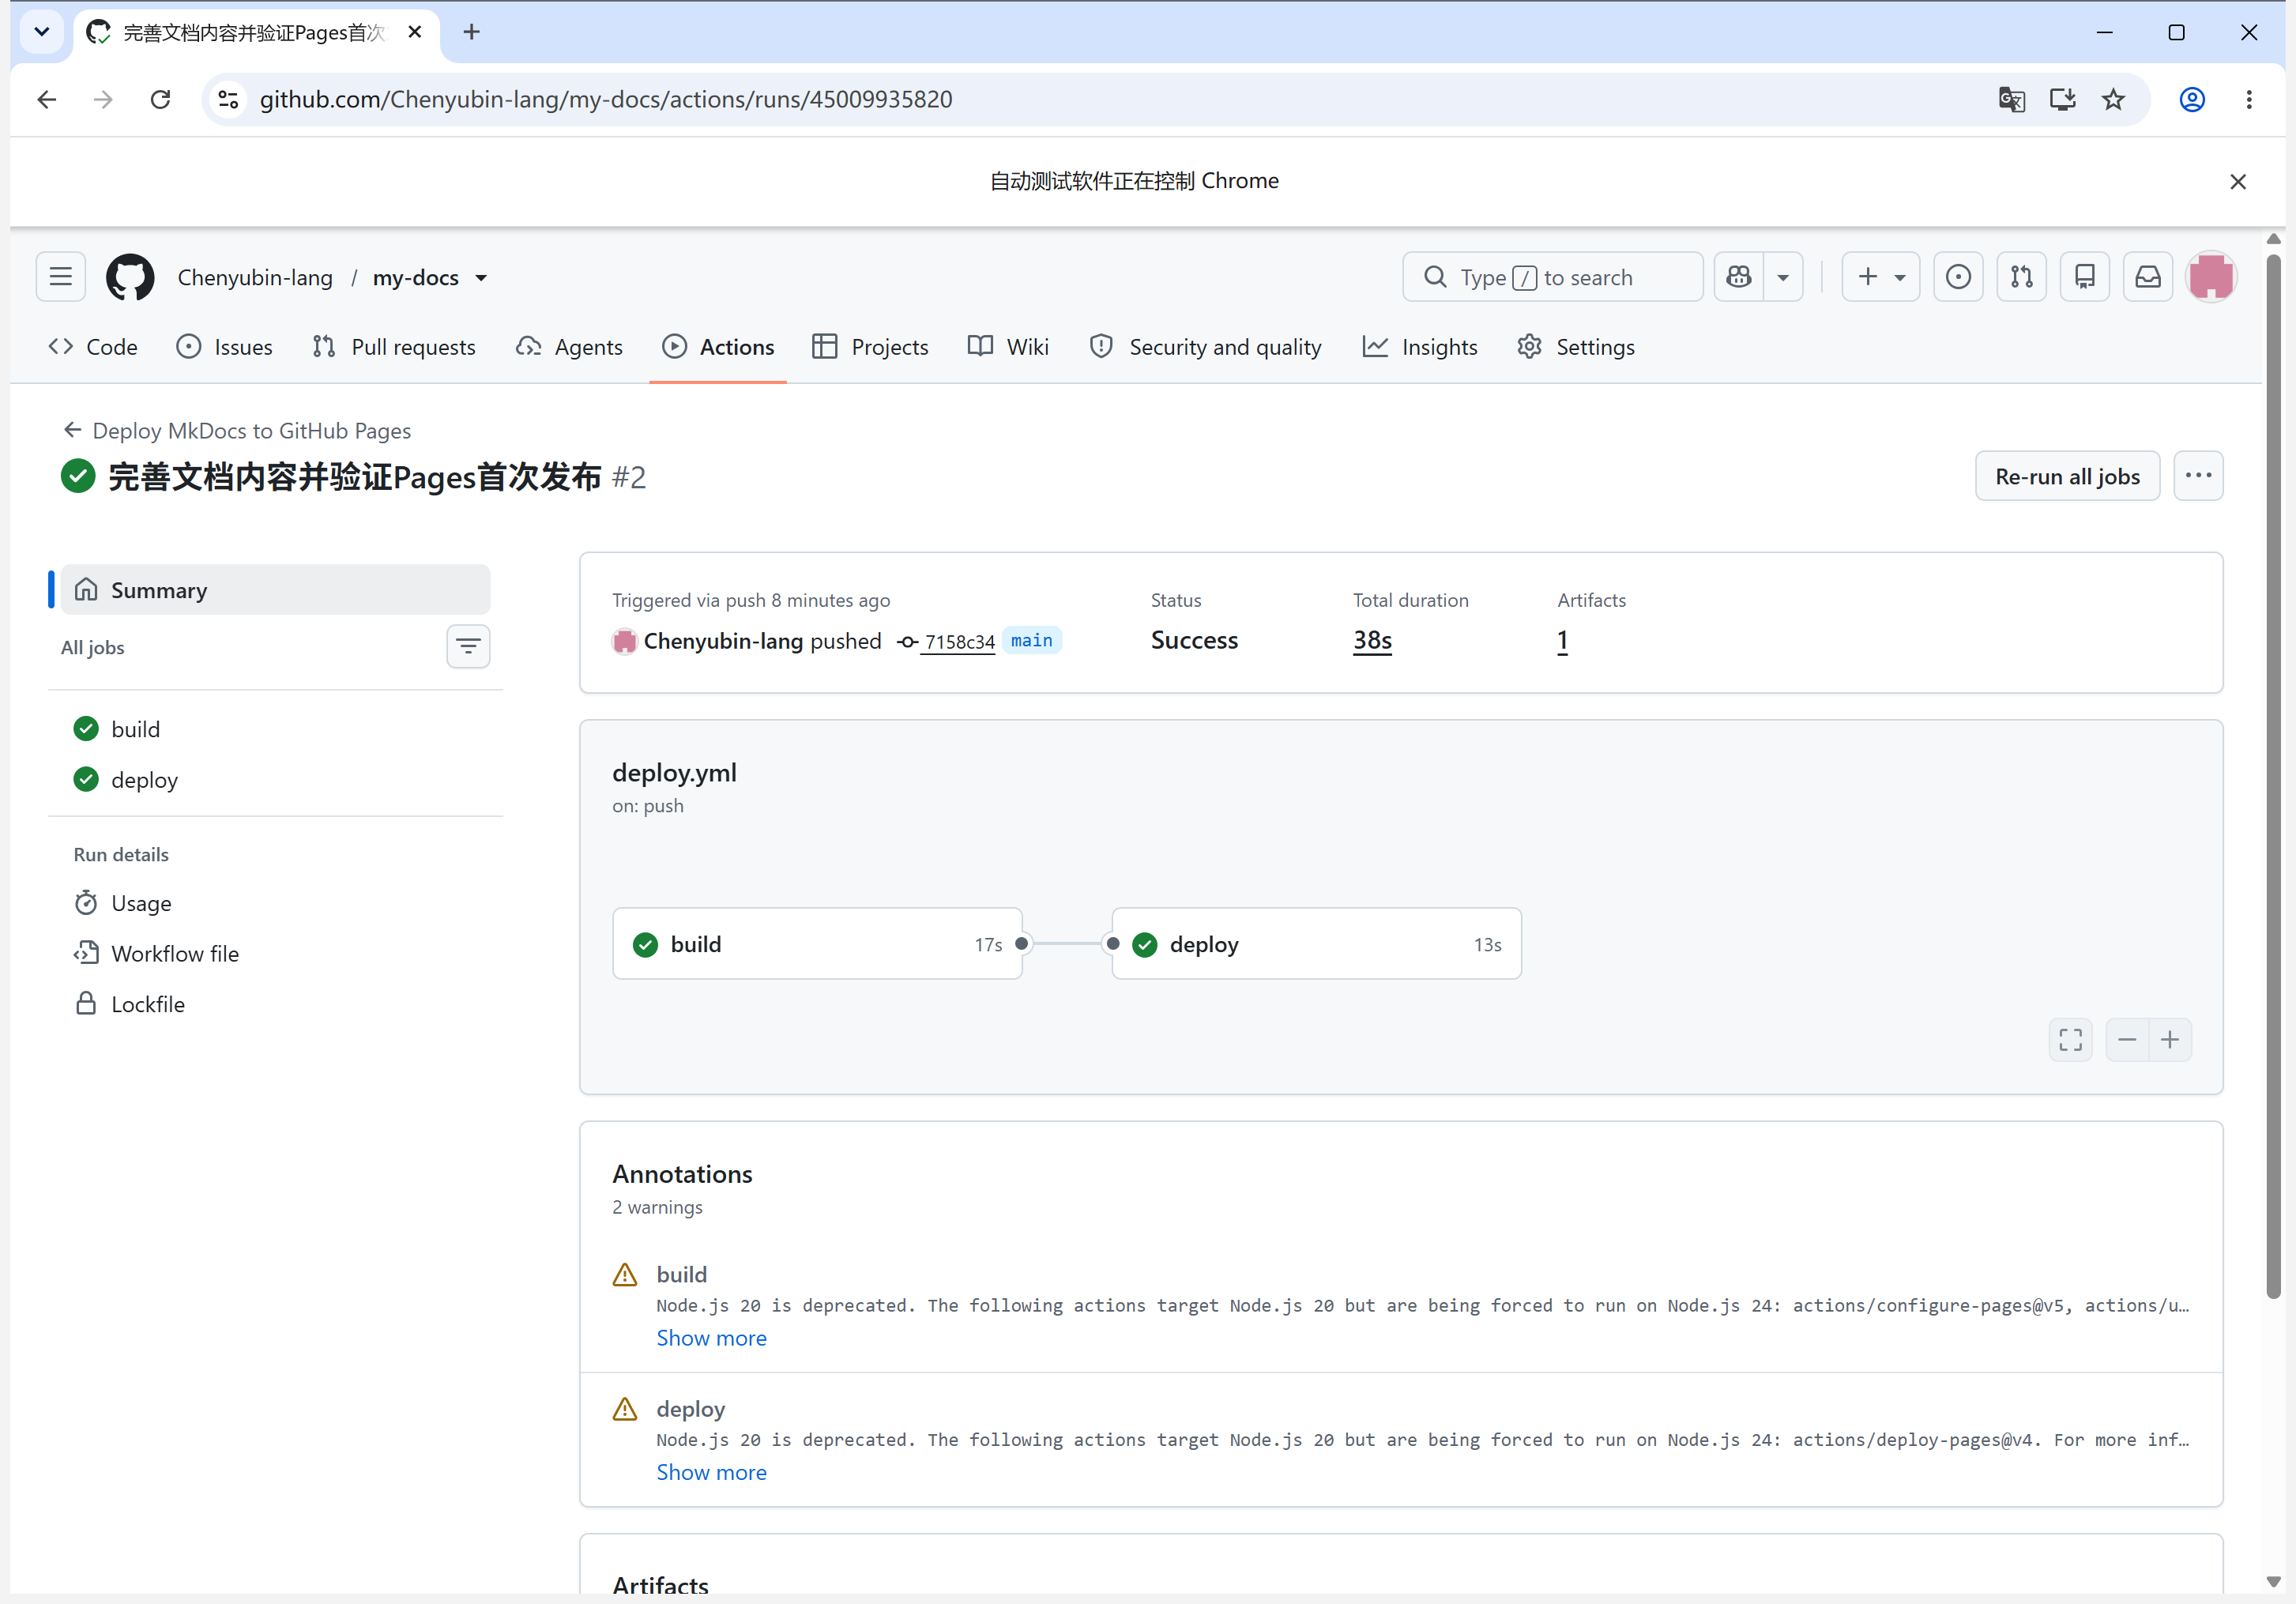 完善文档内容并验证Pages首次
github.com/Chenyubin-lang/my-docs/actions/runs/45009935820
自动测试软件正在控制 Chrome
Chenyubin-lang / my-docs
Type / to search
Code Issues Pull requests Agents Actions Projects Wiki Security and quality Insights Settings
Deploy MkDocs to GitHub Pages
完善文档内容并验证Pages首次发布 #2
Re-run all jobs
Summary
All jobs
build
deploy
Run details
Usage
Workflow file
Lockfile
Triggered via push 8 minutes ago
Chenyubin-lang pushed 7158c34 main
Status
Success
Total duration
38s
Artifacts
1
deploy.yml
on: push
build 17s
deploy 13s
Annotations
2 warnings
build
Node.js 20 is deprecated. The following actions target Node.js 20 but are being forced to run on Node.js 24: actions/configure-pages@v5, actions/u…
Show more
deploy
Node.js 20 is deprecated. The following actions target Node.js 20 but are being forced to run on Node.js 24: actions/deploy-pages@v4. For more inf…
Show more
Artifacts